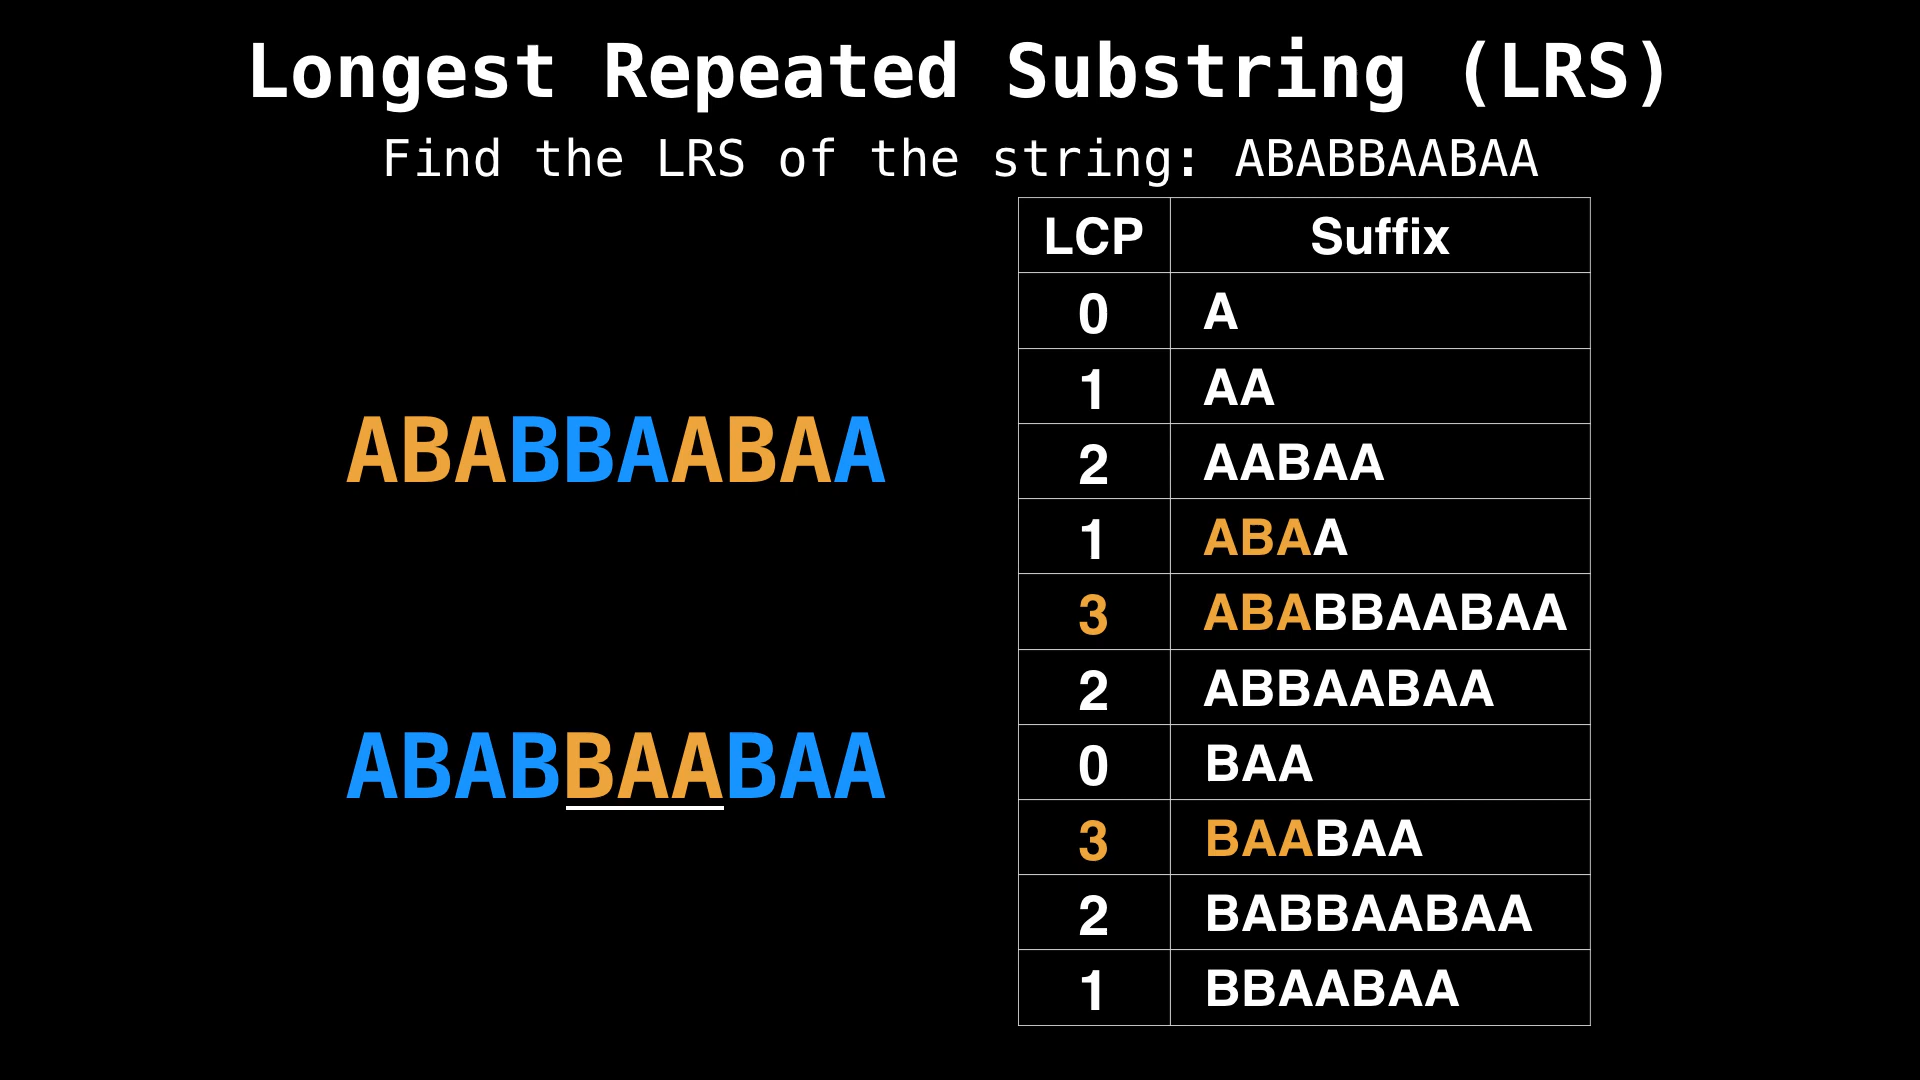 Longest Repeated Substring (LRS)
Find the LRS of the string: ABABBAABAA
ABABBAABAA
ABABBAABAA
LCP Suffix
0 A
1 AA
2 AABAA
1 ABAA
3 ABABBAABAA
2 ABBAABAA
0 BAA
3 BAABAA
2 BABBAABAA
1 BBAABAA